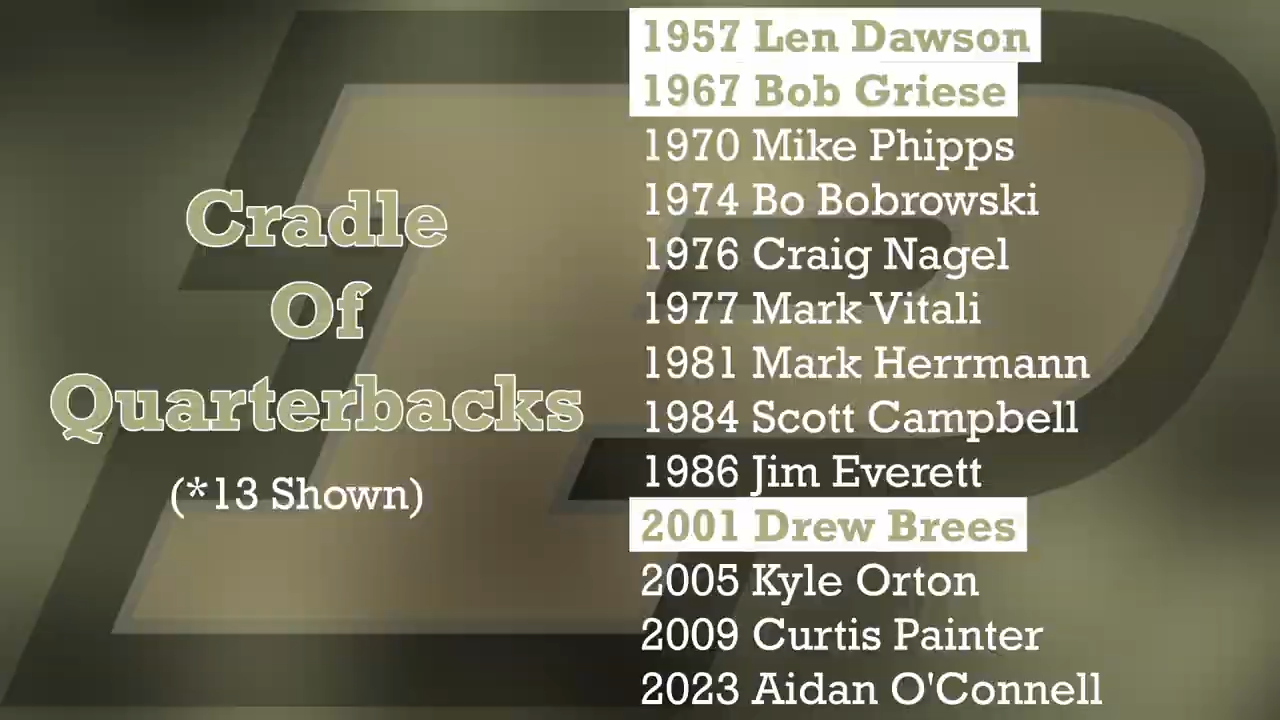 Cradle
Of
Quarterbacks
(*13 Shown)
1957 Len Dawson
1967 Bob Griese
1970 Mike Phipps
1974 Bo Bobrowski
1976 Craig Nagel
1977 Mark Vitali
1981 Mark Herrmann
1984 Scott Campbell
1986 Jim Everett
2001 Drew Brees
2005 Kyle Orton
2009 Curtis Painter
2023 Aidan O'Connell